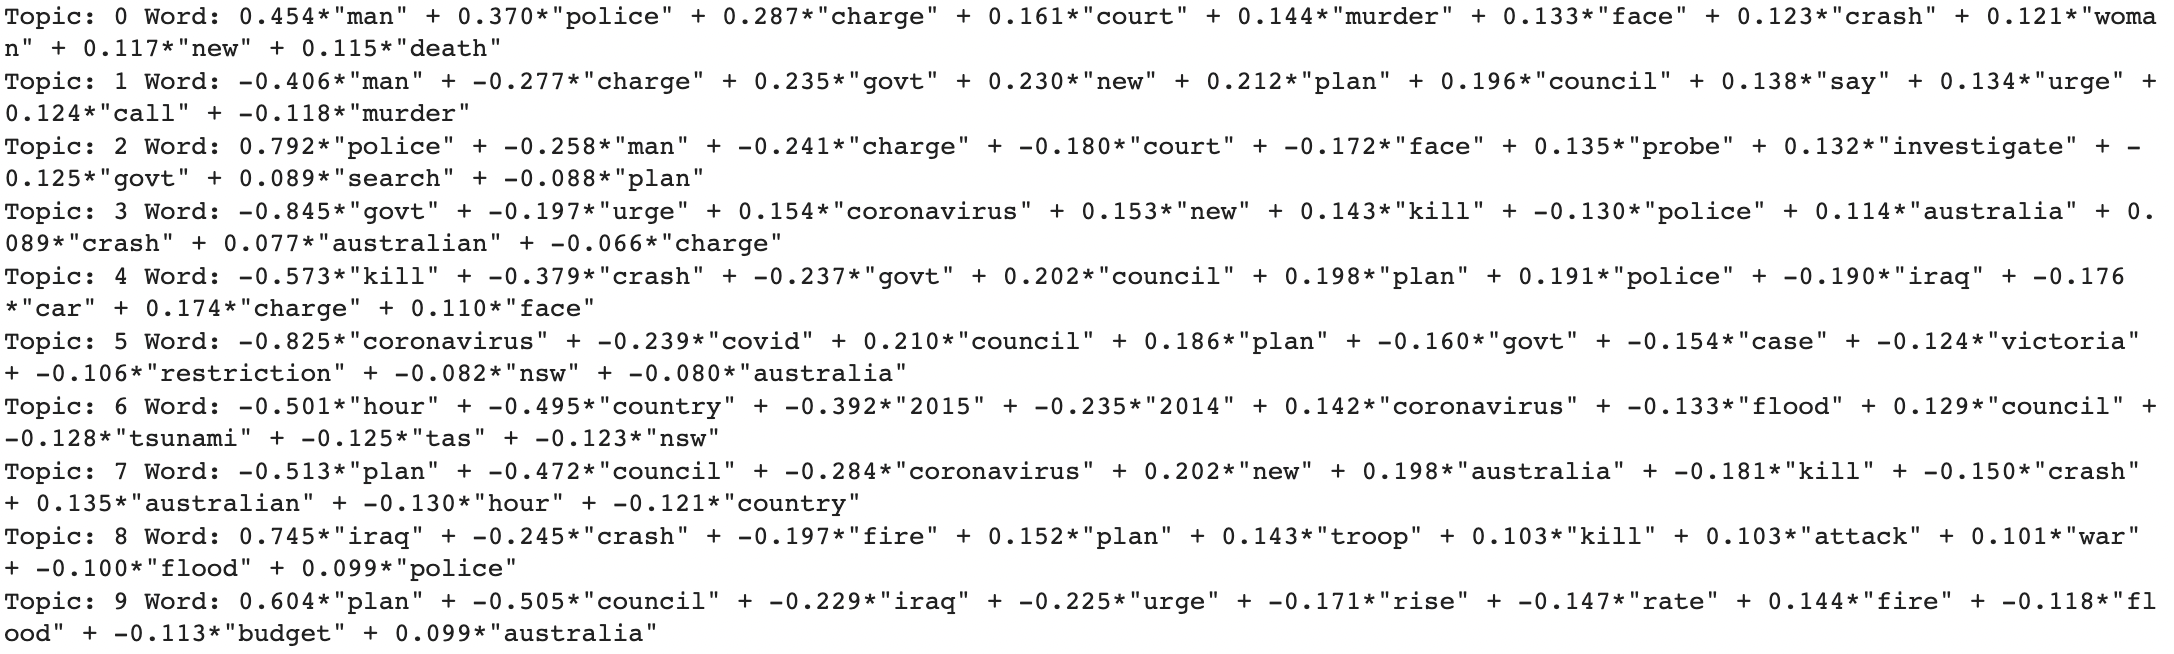 Topic: 0 Word: 0.454*"man" + 0.370*"police" + 0.287*"charge" + 0.161*"court" + 0.144*"murder" + 0.133*"face" + 0.123*"crash" + 0.121*"woma
n" + 0.117*"new" + 0.115*"death"
Topic: 1 Word: -0.406*"man" + -0.277*"charge" + 0.235*"govt" + 0.230*"new" + 0.212*"plan" + 0.196*"council" + 0.138*"say" + 0.134*"urge" +
0.124*"call" + -0.118*"murder"
Topic: 2 Word: 0.792*"police" + -0.258*"man" + -0.241*"charge" + -0.180*"court" + -0.172*"face" + 0.135*"probe" + 0.132*"investigate" + -
0.125*"govt" + 0.089*"search" + -0.088*"plan"
Topic: 3 Word: -0.845*"govt" + -0.197*"urge" + 0.154*"coronavirus" + 0.153*"new" + 0.143*"kill" + -0.130*"police" + 0.114*"australia" + 0.
089*"crash" + 0.077*"australian" + -0.066*"charge"
Topic: 4 Word: -0.573*"kill" + -0.379*"crash" + -0.237*"govt" + 0.202*"council" + 0.198*"plan" + 0.191*"police" + -0.190*"iraq" + -0.176
*"car" + 0.174*"charge" + 0.110*"face"
Topic: 5 Word: -0.825*"coronavirus" + -0.239*"covid" + 0.210*"council" + 0.186*"plan" + -0.160*"govt" + -0.154*"case" + -0.124*"victoria"
+ -0.106*"restriction" + -0.082*"nsw" + -0.080*"australia"
Topic: 6 Word: -0.501*"hour" + -0.495*"country" + -0.392*"2015" + -0.235*"2014" + 0.142*"coronavirus" + -0.133*"flood" + 0.129*"council" +
-0.128*"tsunami" + -0.125*"tas" + -0.123*"nsw"
Topic: 7 Word: -0.513*"plan" + -0.472*"council" + -0.284*"coronavirus" + 0.202*"new" + 0.198*"australia" + -0.181*"kill" + -0.150*"crash"
+ 0.135*"australian" + -0.130*"hour" + -0.121*"country"
Topic: 8 Word: 0.745*"iraq" + -0.245*"crash" + -0.197*"fire" + 0.152*"plan" + 0.143*"troop" + 0.103*"kill" + 0.103*"attack" + 0.101*"war"
+ -0.100*"flood" + 0.099*"police"
Topic: 9 Word: 0.604*"plan" + -0.505*"council" + -0.229*"iraq" + -0.225*"urge" + -0.171*"rise" + -0.147*"rate" + 0.144*"fire" + -0.118*"fl
ood" + -0.113*"budget" + 0.099*"australia"